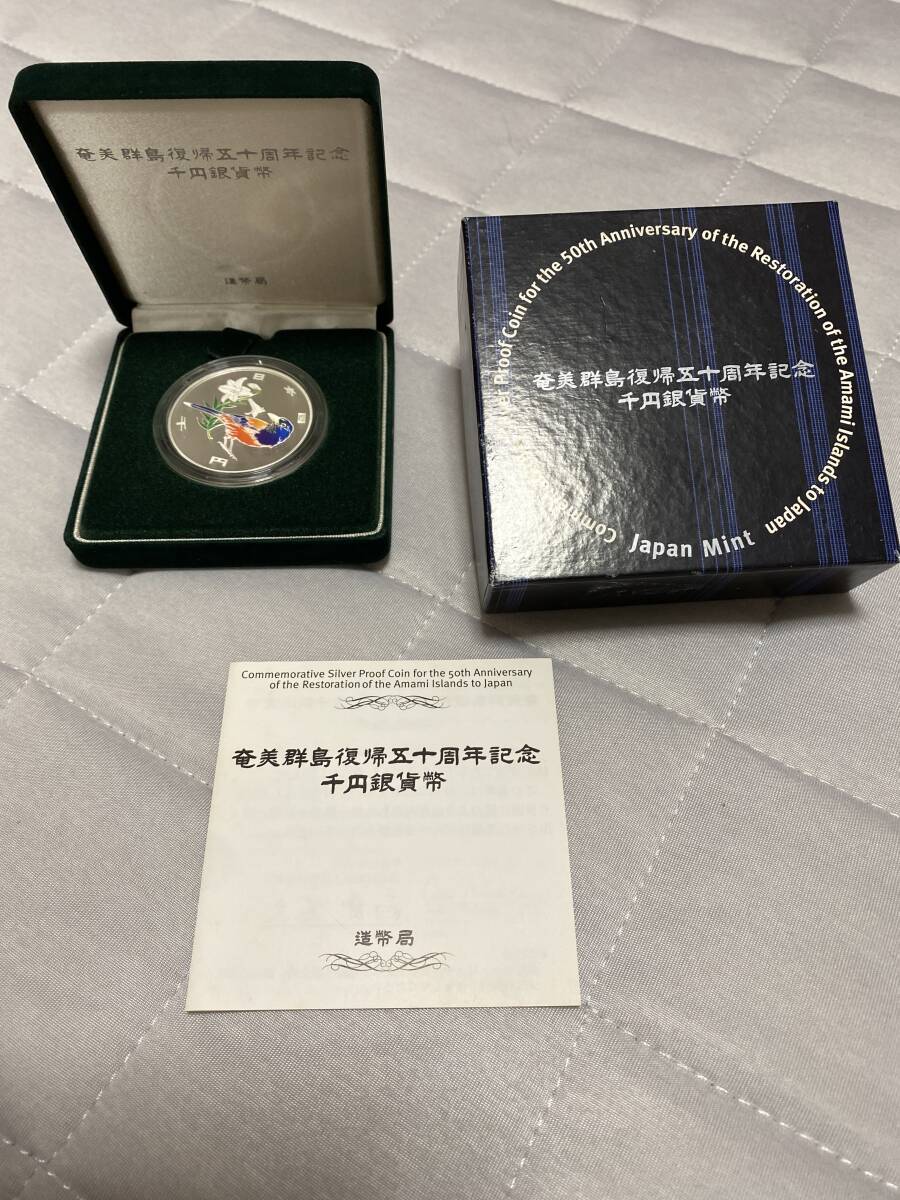 奄美群島復帰五十周年記念
千円銀貨幣
造幣局
日本国
千円
Proof Coin for the 50th Anniversary of the Restoration of the Amami Islands to Japan
奄美群島復帰五十周年記念
千円銀貨幣
Japan Mint
Commemorative Silver Proof Coin for the 50th Anniversary
of the Restoration of the Amami Islands to Japan
奄美群島復帰五十周年記念
千円銀貨幣
造幣局